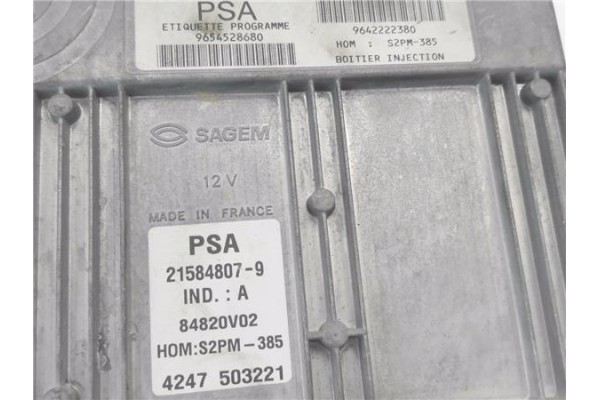 PSA
ETIQUETTE PROGRAMME
9654528680
9642222380
HOM : S2PM-385
BOITIER INJECTION
SAGEM
12 V
MADE IN FRANCE
PSA
21584807-9
IND. : A
84820V02
HOM:S2PM-385
4247 503221